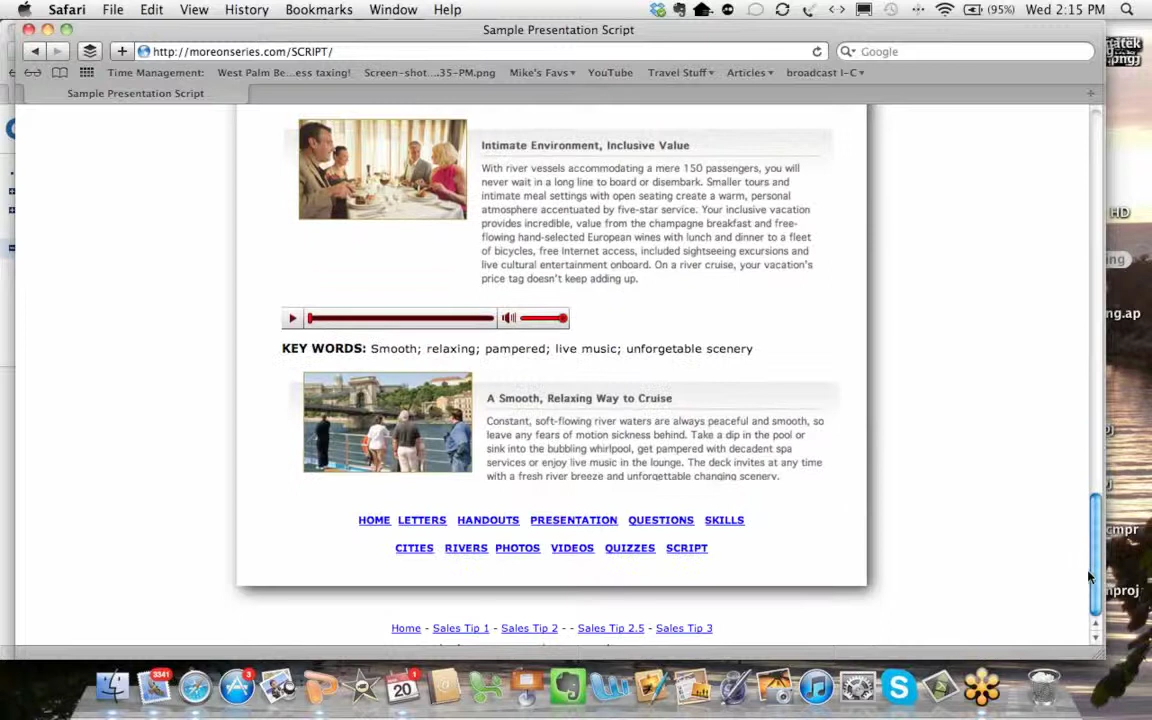 Safari File Edit View History Bookmarks Window Help (95%) Wed 2:15 PM
Sample Presentation Script
http://moreonseries.com/SCRIPT/ Google
Time Management: West Palm Be...ess taxing! Screen-shot...35-PM.png Mike's Favs YouTube Travel Stuff Articles broadcast I-C
Sample Presentation Script
Intimate Environment, Inclusive Value
With river vessels accommodating a mere 150 passengers, you will
never wait in a long line to board or disembark. Smaller tours and
intimate meal settings with open seating create a warm, personal
atmosphere accentuated by five-star service. Your inclusive vacation
provides incredible, value from the champagne breakfast and free-
flowing hand-selected European wines with lunch and dinner to a fleet
of bicycles, free Internet access, included sightseeing excursions and
live cultural entertainment onboard. On a river cruise, your vacation's
price tag doesn't keep adding up.
KEY WORDS: Smooth; relaxing; pampered; live music; unforgetable scenery
A Smooth, Relaxing Way to Cruise
Constant, soft-flowing river waters are always peaceful and smooth, so
leave any fears of motion sickness behind. Take a dip in the pool or
sink into the bubbling whirlpool, get pampered with decadent spa
services or enjoy live music in the lounge. The deck invites at any time
with a fresh river breeze and unforgettable changing scenery.
HOME LETTERS HANDOUTS PRESENTATION QUESTIONS SKILLS
CITIES RIVERS PHOTOS VIDEOS QUIZZES SCRIPT
Home - Sales Tip 1 - Sales Tip 2 - - Sales Tip 2.5 - Sales Tip 3
HD
ing
ng.ap
cmpr
nproj
3341
3
1
20